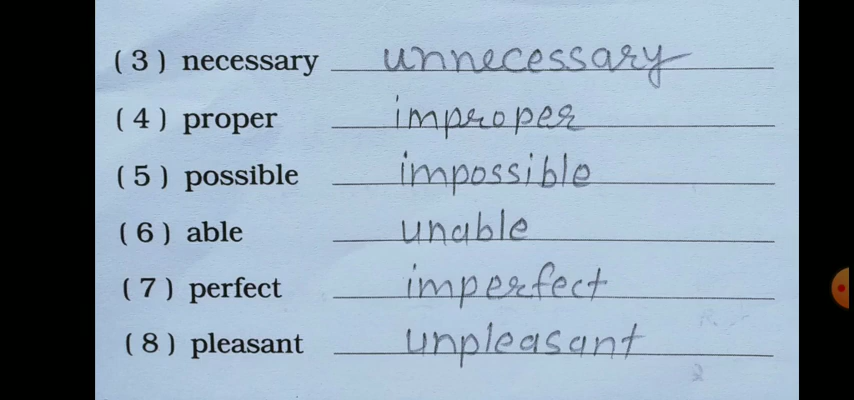 (3) necessary unnecessary
(4) proper improper
(5) possible impossible
(6) able unable
(7) perfect imperfect
(8) pleasant unpleasant